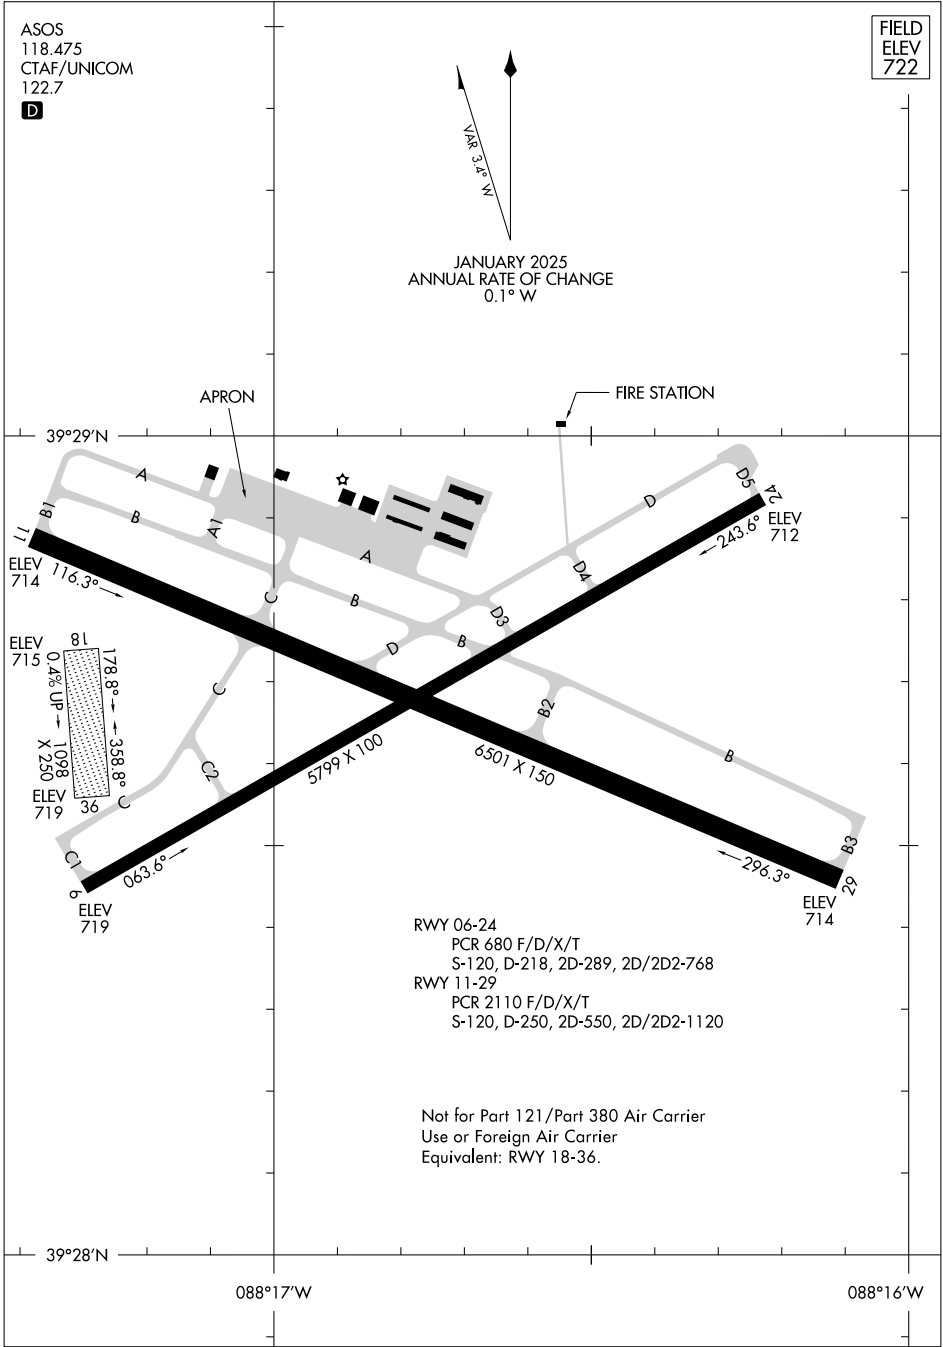 ASOS
118.475
CTAF/UNICOM
122.7
D
FIELD
ELEV
722
VAR 3.4° W
JANUARY 2025
ANNUAL RATE OF CHANGE
0.1° W
APRON
FIRE STATION
39°29'N
A
B
B1
A1
11
ELEV
714
116.3°
A
B
C
D
B
D
D3
D4
D5
24
ELEV
712
243.6°
ELEV
715
18
178.8°
358.8°
0.4% UP
1098
X 250
ELEV
719
36
C
C2
C
C1
6
ELEV
719
063.6°
5799 X 100
6501 X 150
B2
B
B3
296.3°
29
ELEV
714
RWY 06-24
PCR 680 F/D/X/T
S-120, D-218, 2D-289, 2D/2D2-768
RWY 11-29
PCR 2110 F/D/X/T
S-120, D-250, 2D-550, 2D/2D2-1120
Not for Part 121/Part 380 Air Carrier
Use or Foreign Air Carrier
Equivalent: RWY 18-36.
39°28'N
088°17'W
088°16'W